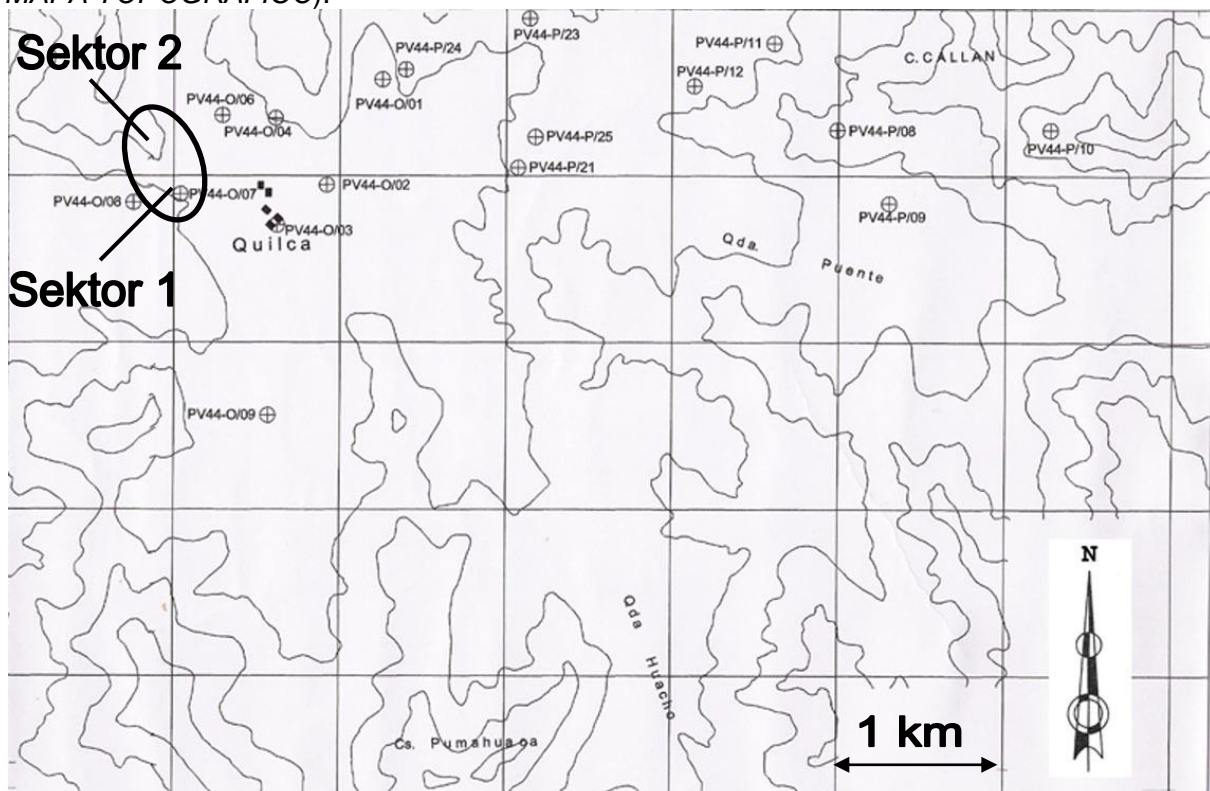 MAPA TOPOGRÁFICO).
Sektor 2
PV44-P/23
PV44-P/24
PV44-P/11
C. CALLAN
PV44-P/12
PV44-O/06
PV44-O/01
PV44-O/04
PV44-P/25
PV44-P/08
PV44-P/10
PV44-P/21
PV44-O/07
PV44-O/02
PV44-O/08
PV44-P/09
PV44-O/03
Quilca
Qda. Puente
Sektor 1
PV44-O/09
N
Qda Huacho
Cs. Pumahuaca
1 km